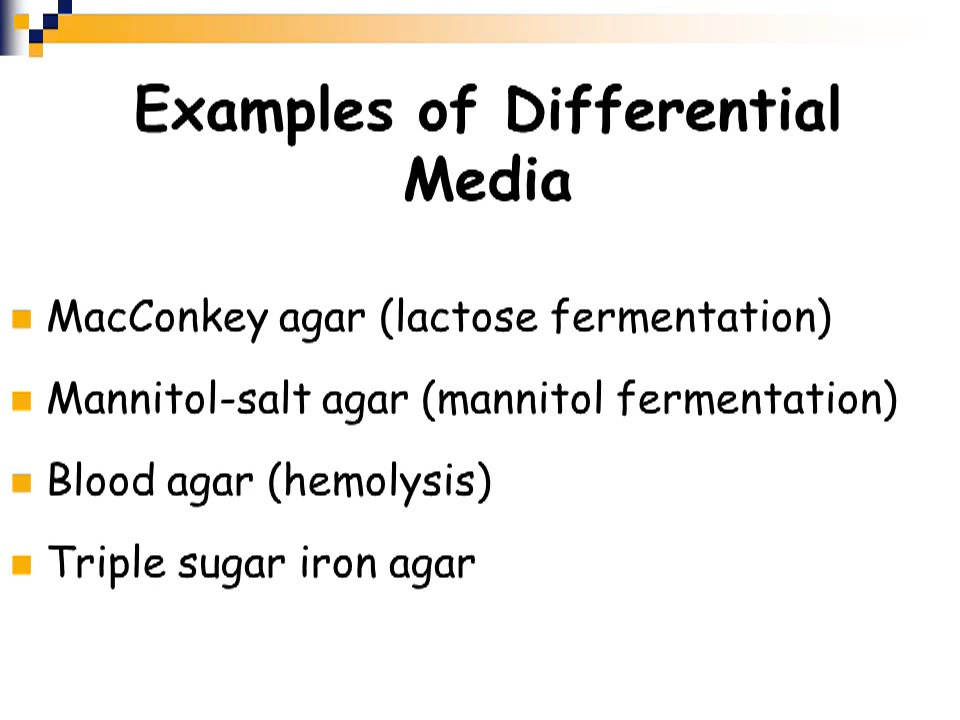 Examples of Differential
Media
MacConkey agar (lactose fermentation)
Mannitol-salt agar (mannitol fermentation)
Blood agar (hemolysis)
Triple sugar iron agar